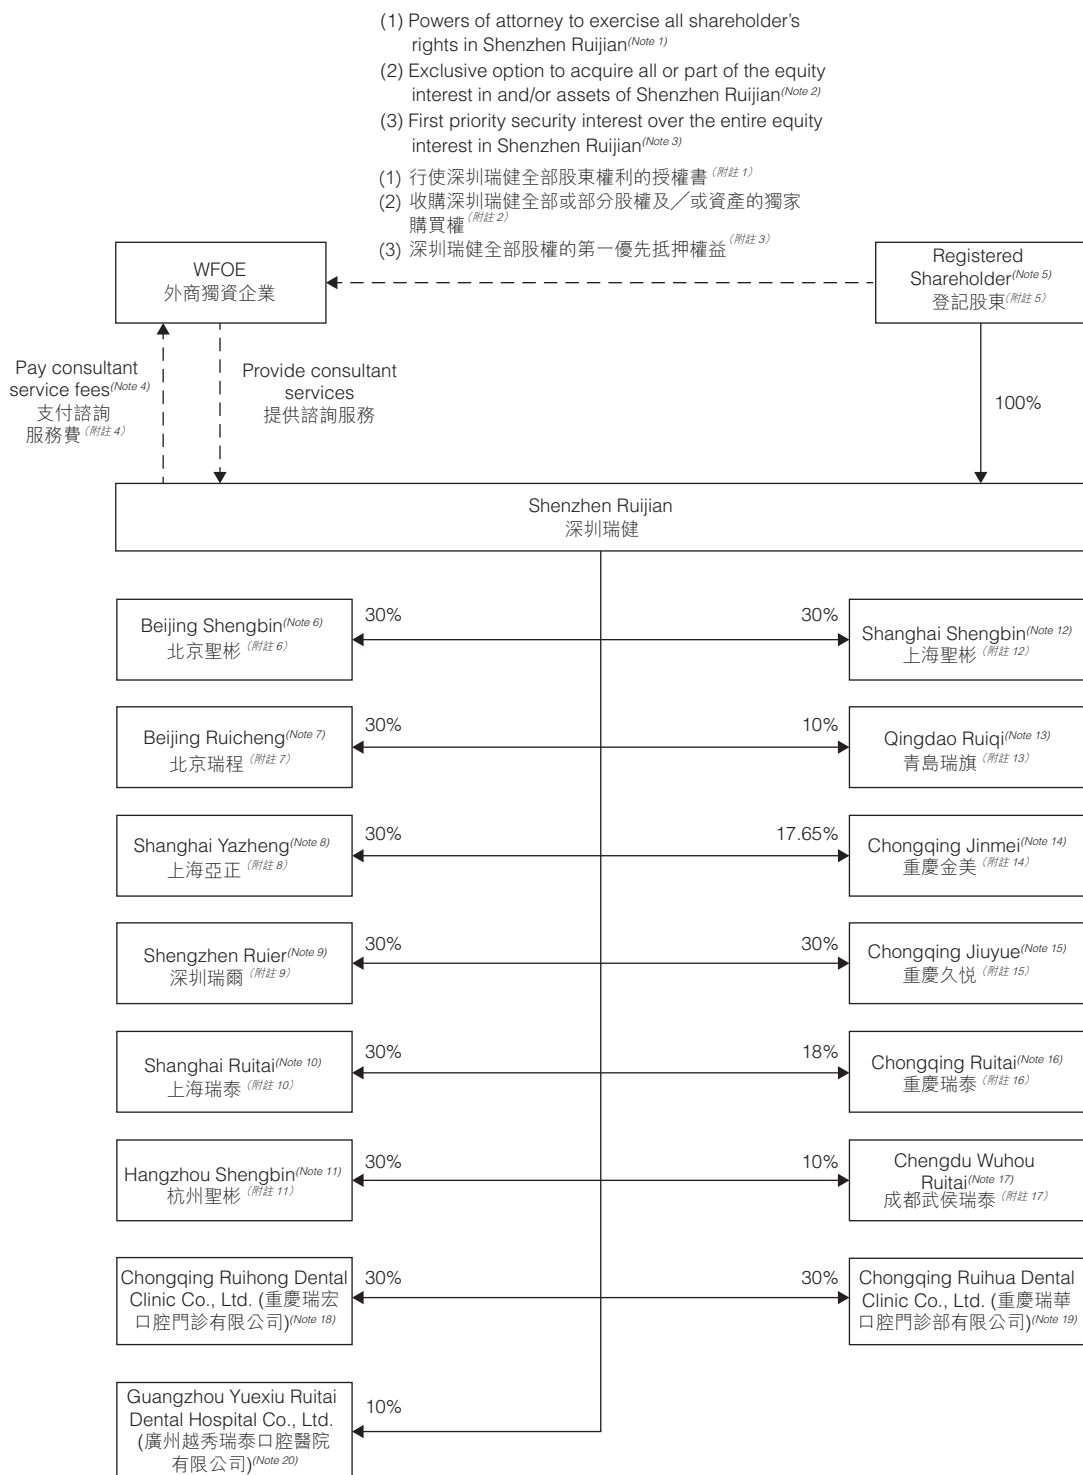 (1) Powers of attorney to exercise all shareholder's
rights in Shenzhen Ruijian(Note 1)
(2) Exclusive option to acquire all or part of the equity
interest in and/or assets of Shenzhen Ruijian(Note 2)
(3) First priority security interest over the entire equity
interest in Shenzhen Ruijian(Note 3)
(1) 行使深圳瑞健全部股東權利的授權書(附註 1)
(2) 收購深圳瑞健全部或部分股權及／或資產的獨家
購買權(附註 2)
(3) 深圳瑞健全部股權的第一優先抵押權益(附註 3)
WFOE
外商獨資企業
Registered
Shareholder(Note 5)
登記股東(附註 5)
Pay consultant
service fees(Note 4)
支付諮詢
服務費(附註 4)
Provide consultant
services
提供諮詢服務
100%
Shenzhen Ruijian
深圳瑞健
Beijing Shengbin(Note 6)
北京聖彬(附註 6)
30%
30%
Shanghai Shengbin(Note 12)
上海聖彬(附註 12)
Beijing Ruicheng(Note 7)
北京瑞程(附註 7)
30%
10%
Qingdao Ruiqi(Note 13)
青島瑞旗(附註 13)
Shanghai Yazheng(Note 8)
上海亞正(附註 8)
30%
17.65%
Chongqing Jinmei(Note 14)
重慶金美(附註 14)
Shengzhen Ruier(Note 9)
深圳瑞爾(附註 9)
30%
30%
Chongqing Jiuyue(Note 15)
重慶久悦(附註 15)
Shanghai Ruitai(Note 10)
上海瑞泰(附註 10)
30%
18%
Chongqing Ruitai(Note 16)
重慶瑞泰(附註 16)
Hangzhou Shengbin(Note 11)
杭州聖彬(附註 11)
30%
10%
Chengdu Wuhou
Ruitai(Note 17)
成都武侯瑞泰(附註 17)
Chongqing Ruihong Dental
Clinic Co., Ltd. (重慶瑞宏
口腔門診有限公司)(Note 18)
30%
30%
Chongqing Ruihua Dental
Clinic Co., Ltd. (重慶瑞華
口腔門診部有限公司)(Note 19)
Guangzhou Yuexiu Ruitai
Dental Hospital Co., Ltd.
(廣州越秀瑞泰口腔醫院
有限公司)(Note 20)
10%